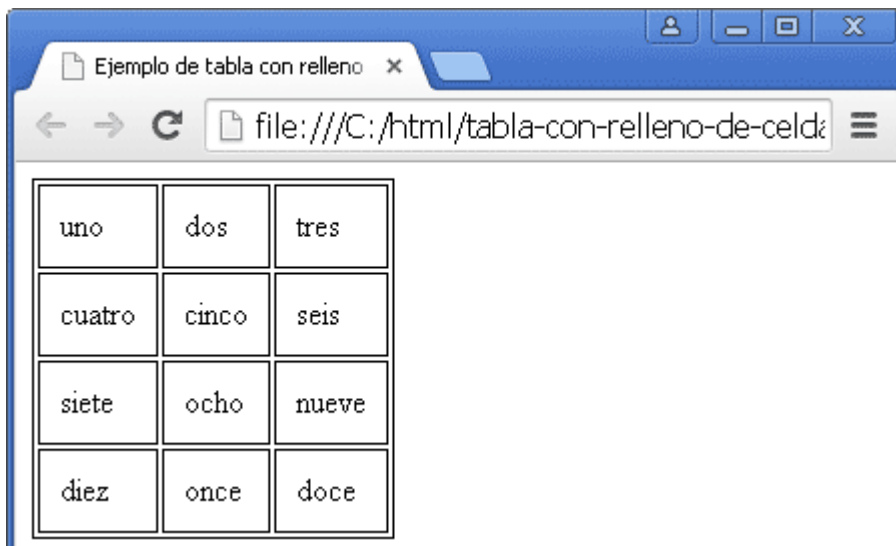 Ejemplo de tabla con relleno
file:///C:/html/tabla-con-relleno-de-celda
uno dos tres
cuatro cinco seis
siete ocho nueve
diez once doce